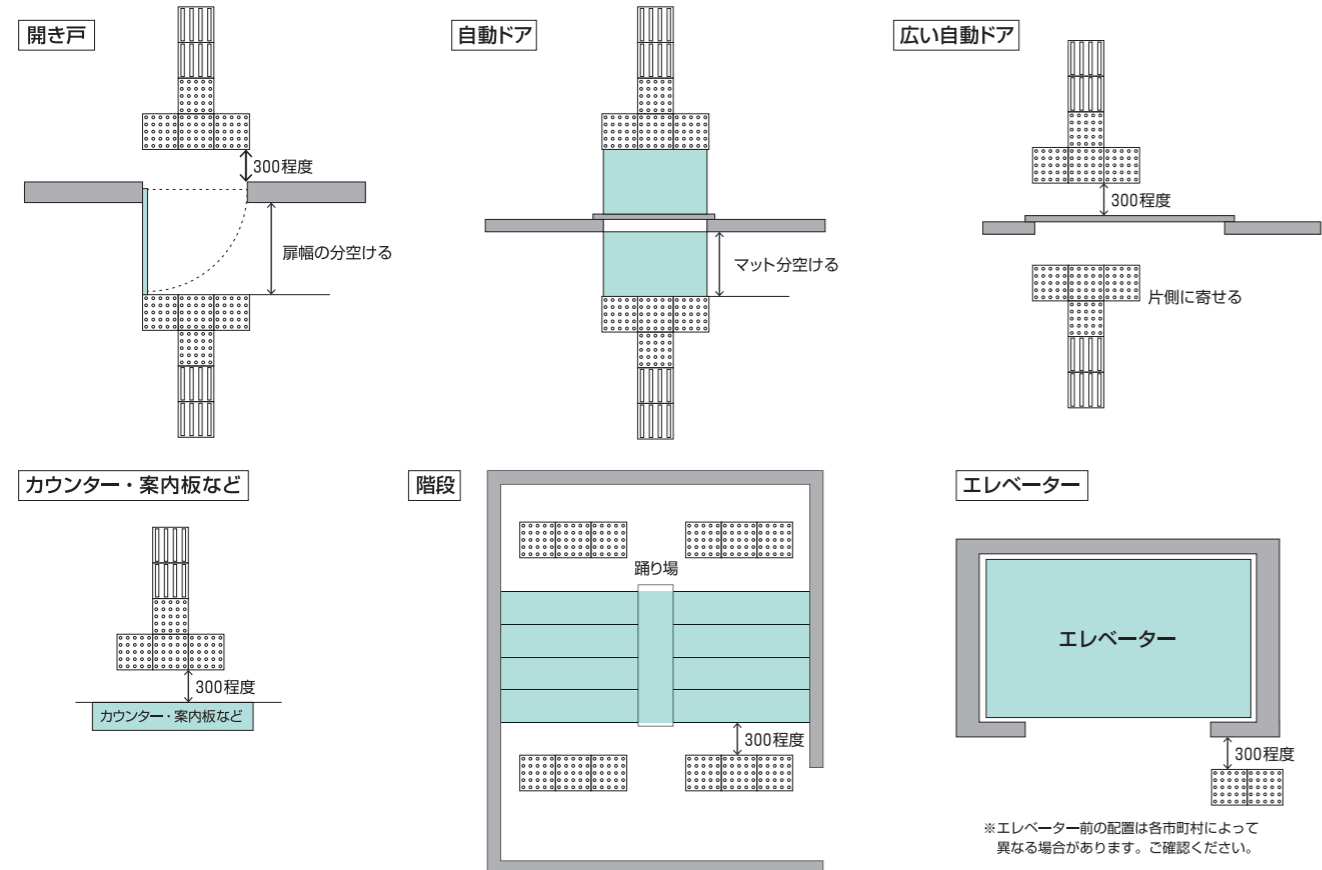 開き戸
自動ドア
広い自動ドア
300程度
300程度
扉幅の分空ける
マット分空ける
片側に寄せる
カウンター・案内板など
階段
エレベーター
踊り場
エレベーター
300程度
カウンター・案内板など
300程度
300程度
※エレベーター前の配置は各市町村によって
異なる場合があります。ご確認ください。